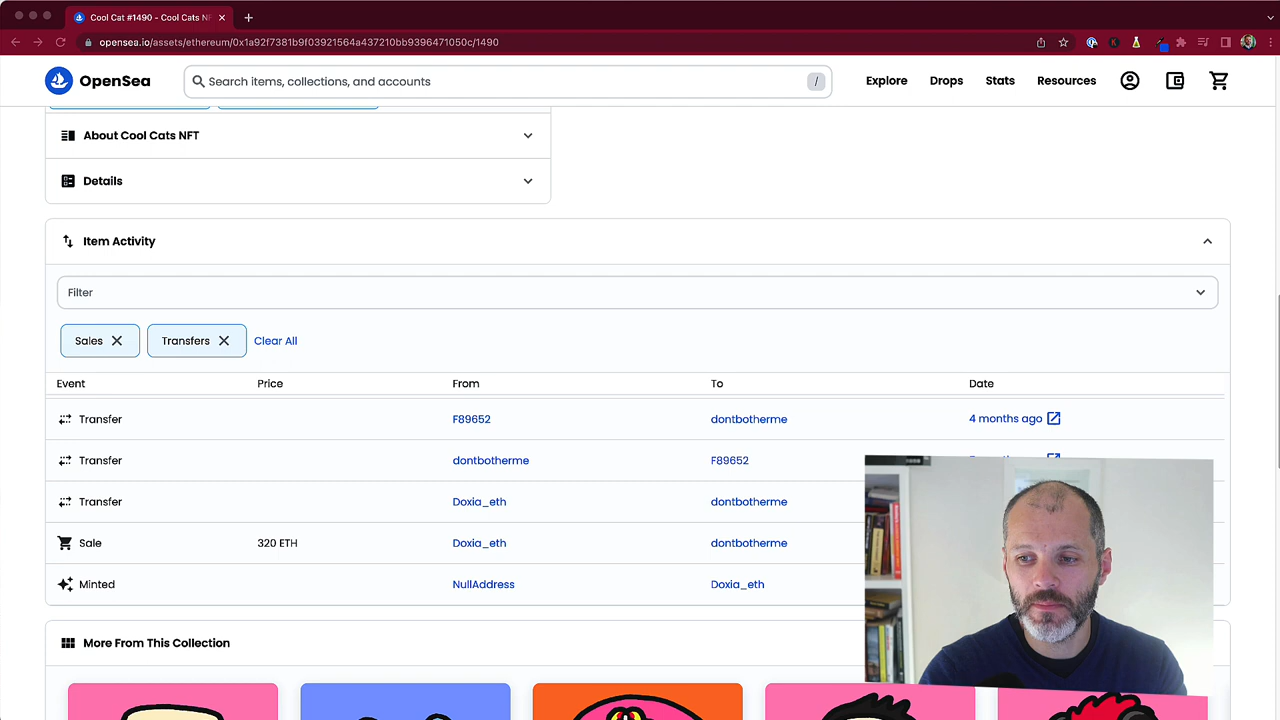 Cool Cat #1490 - Cool Cats N
opensea.io/assets/ethereum/0x1a92f7381b9f03921564a437210bb9396471050c/1490
OpenSea
Search items, collections, and accounts
/
Explore
Drops
Stats
Resources
About Cool Cats NFT
Details
Item Activity
Filter
Sales
Transfers
Clear All
Event Price From To Date
Transfer F89652 dontbotherme 4 months ago
Transfer dontbotherme F89652
Transfer Doxia_eth dontbotherme
Sale 320 ETH Doxia_eth dontbotherme
Minted NullAddress Doxia_eth
More From This Collection